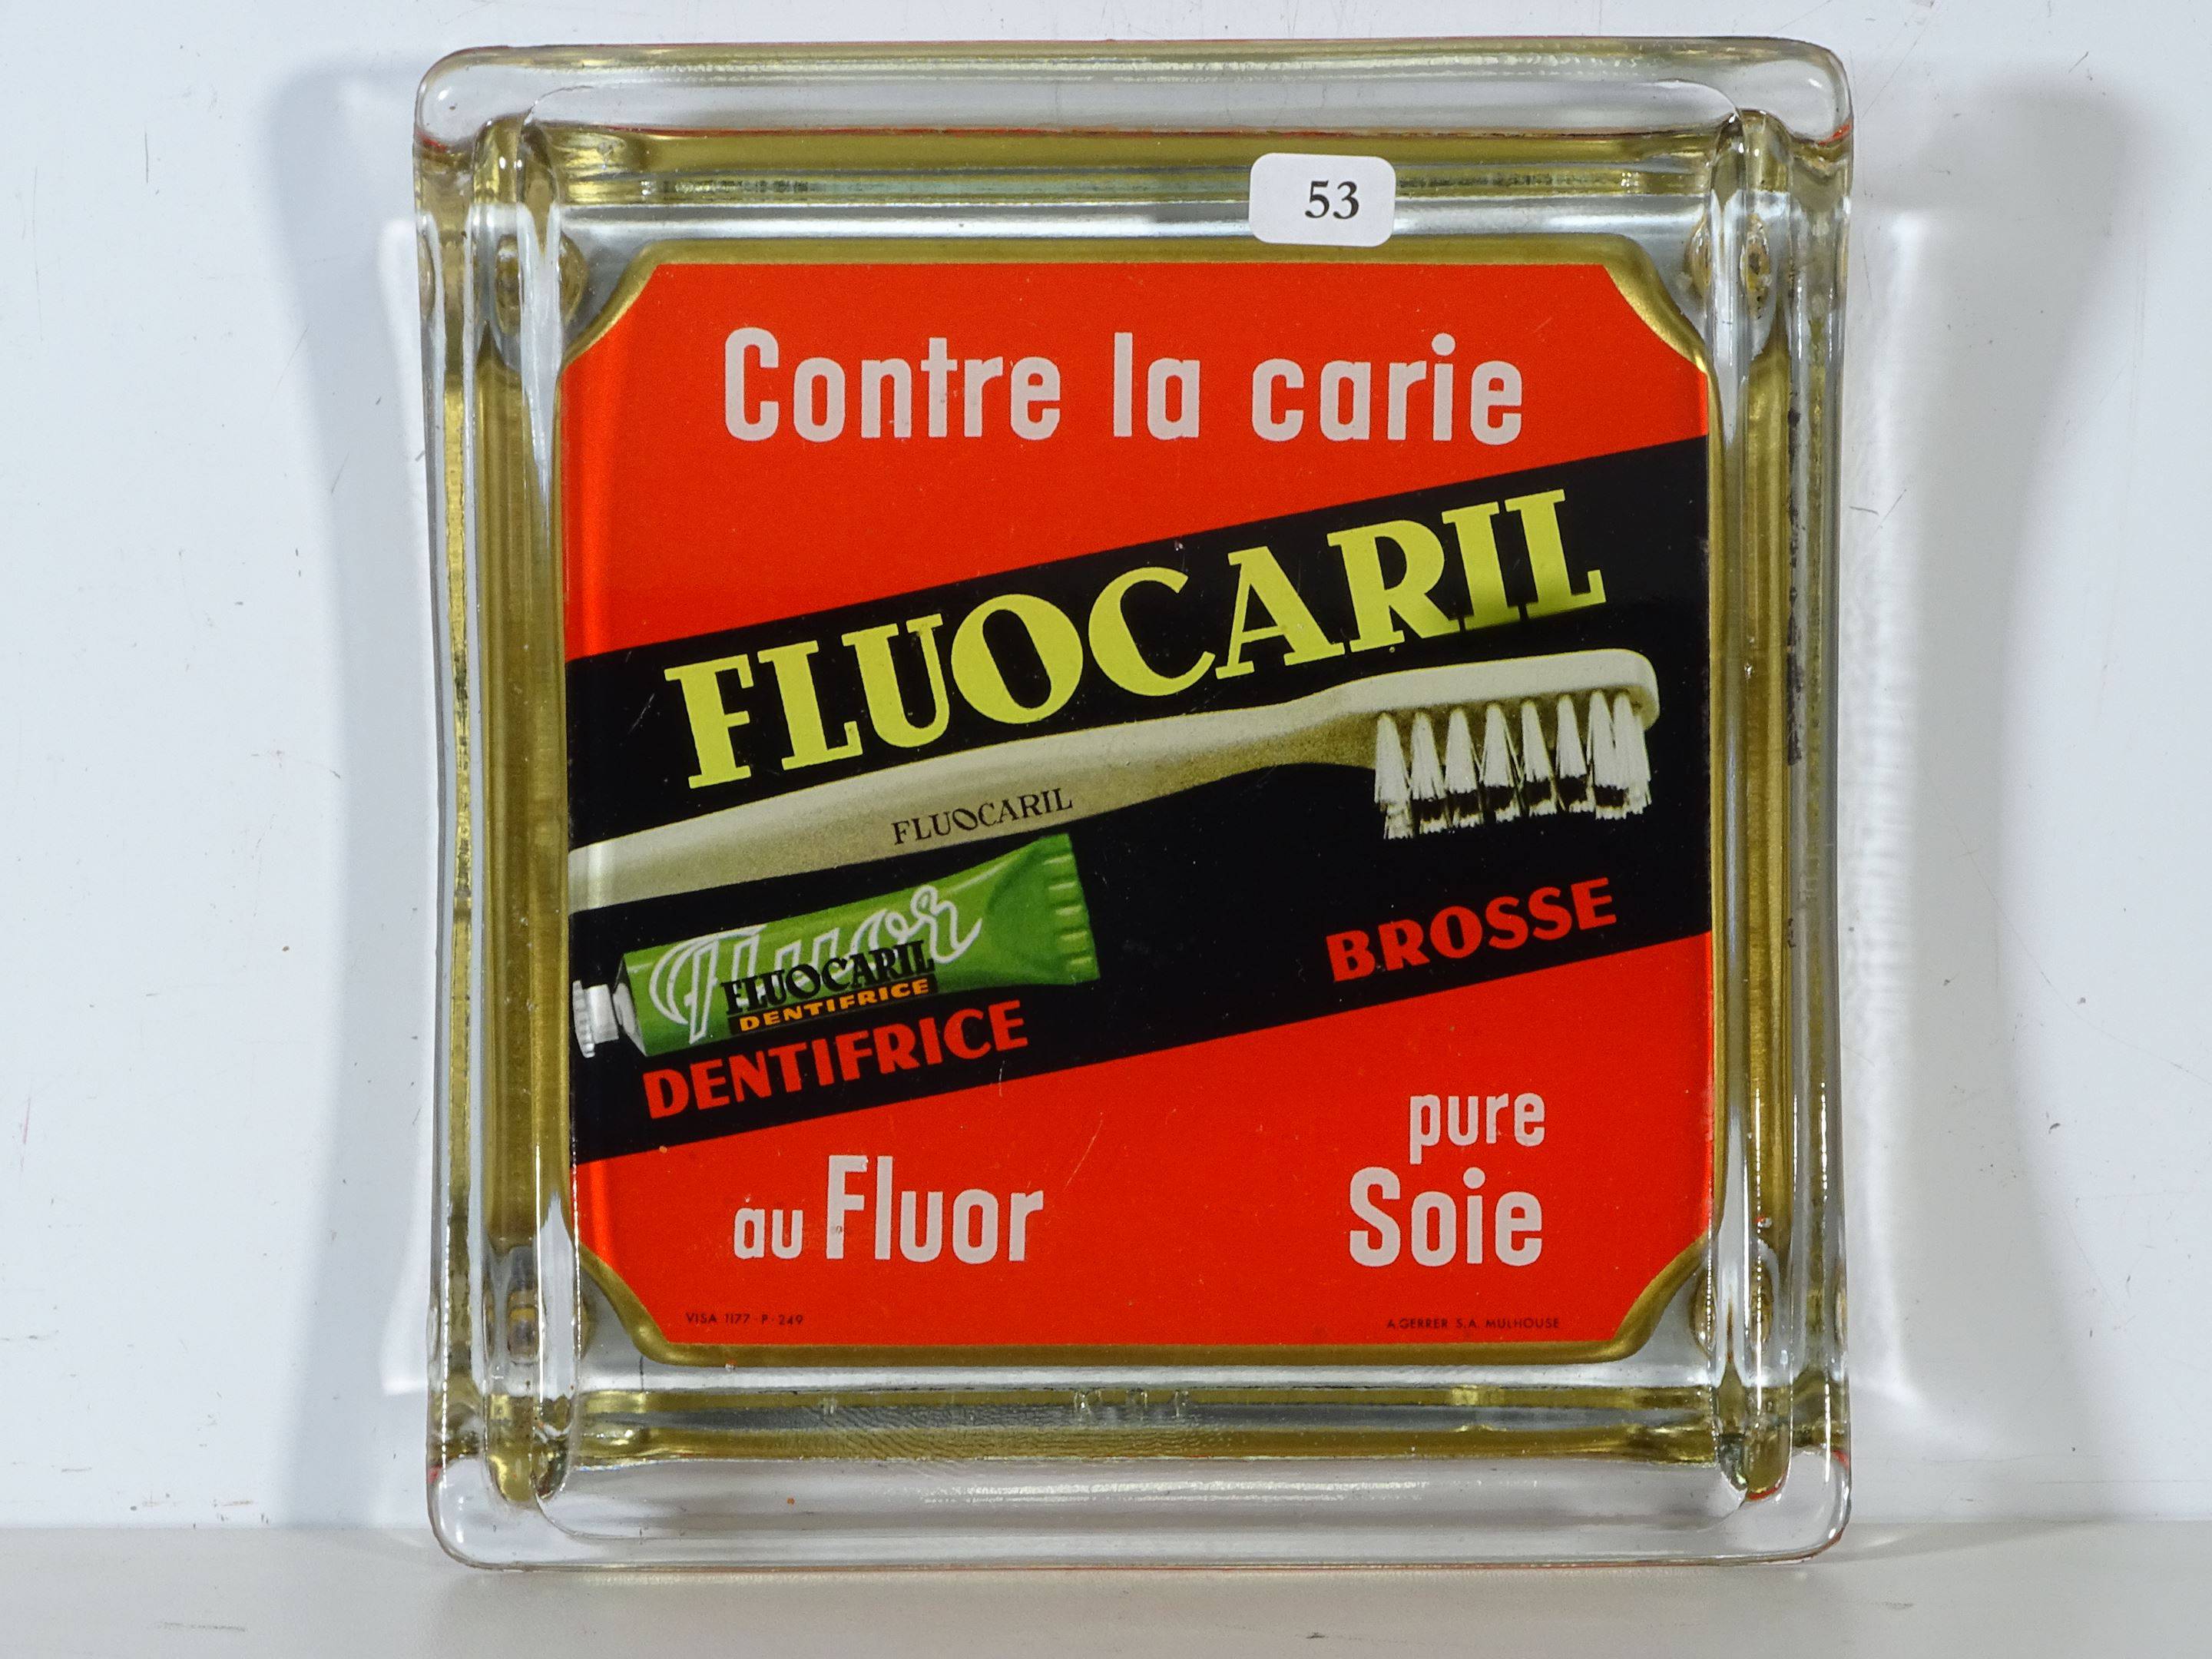 53
Contre la carie
FLUOCARIL
FLUOCARIL
Fluor
FLUOCARIL
DENTIFRICE
BROSSE
DENTIFRICE
pure
au Fluor
Soie
VISA 1177-P-249
A.GERRER S.A. MULHOUSE